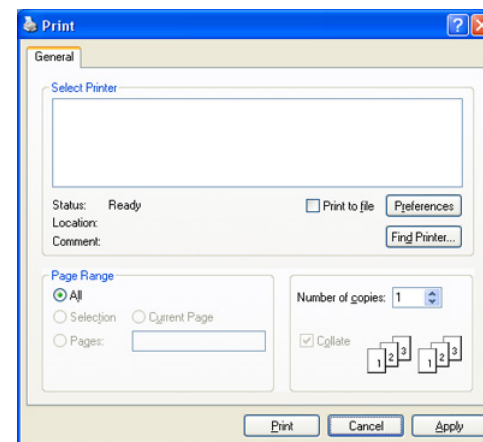 Print
General
Select Printer
Status: Ready
Location:
Comment:
Print to file
Preferences
Find Printer...
Page Range
All
Selection
Current Page
Pages:
Number of copies: 1
Collate
1 2 3 1 2 3
Print
Cancel
Apply